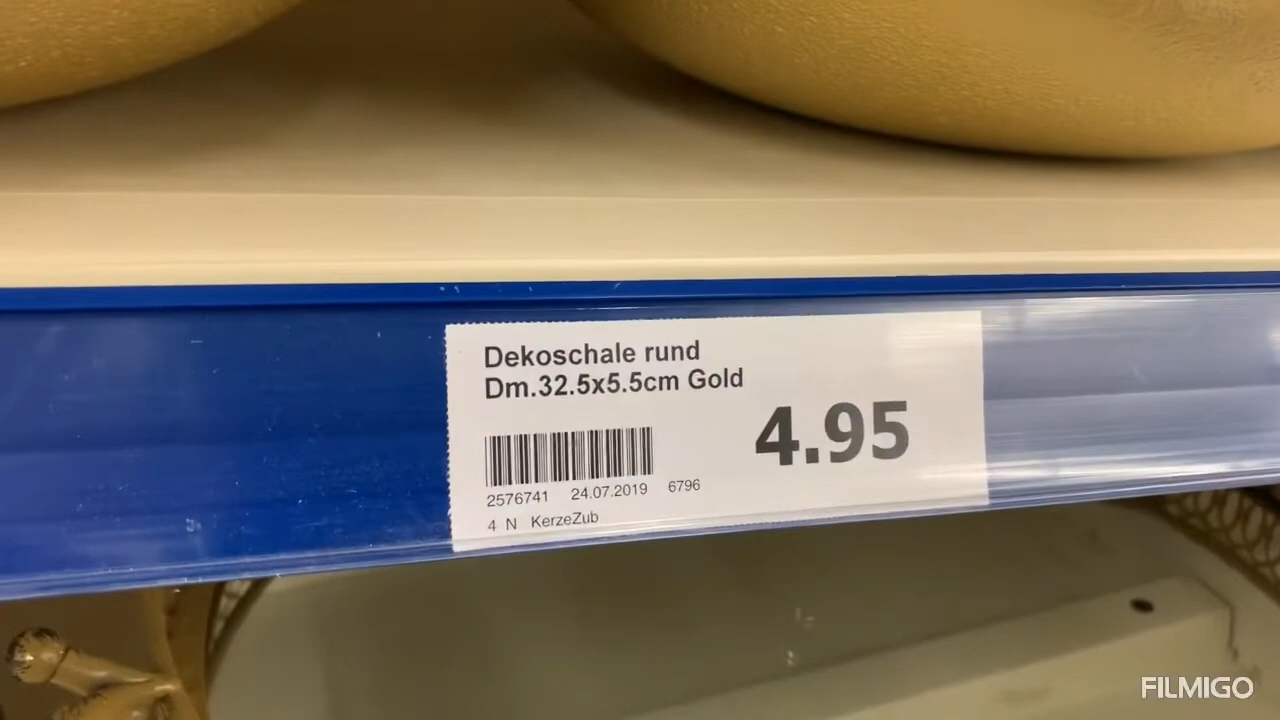 Dekoschale rund
Dm.32.5x5.5cm Gold
4.95
2576741 24.07.2019 6796
4 N KerzeZub
FILMIGO